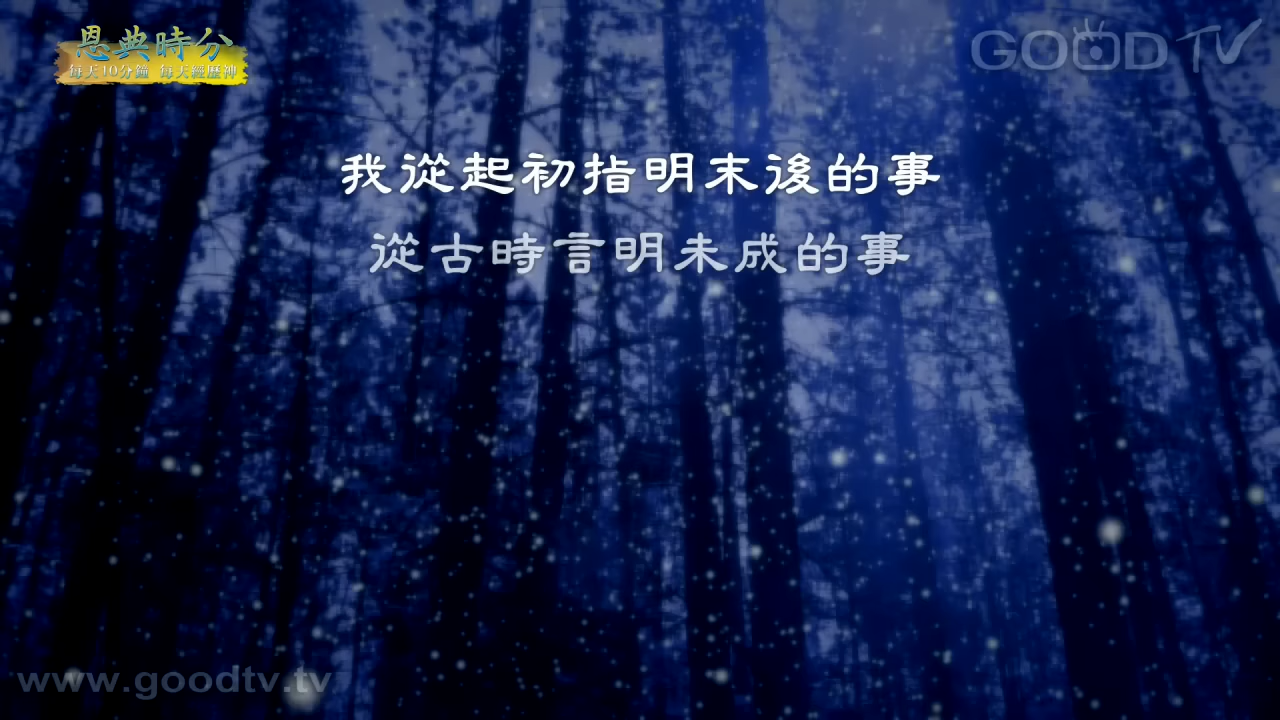 恩典時分
每天10分鐘 每天經歷神
GOOD TV
我從起初指明末後的事
從古時言明未成的事
www.goodtv.tv